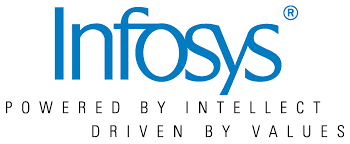 Infosys®
POWERED BY INTELLECT
DRIVEN BY VALUES